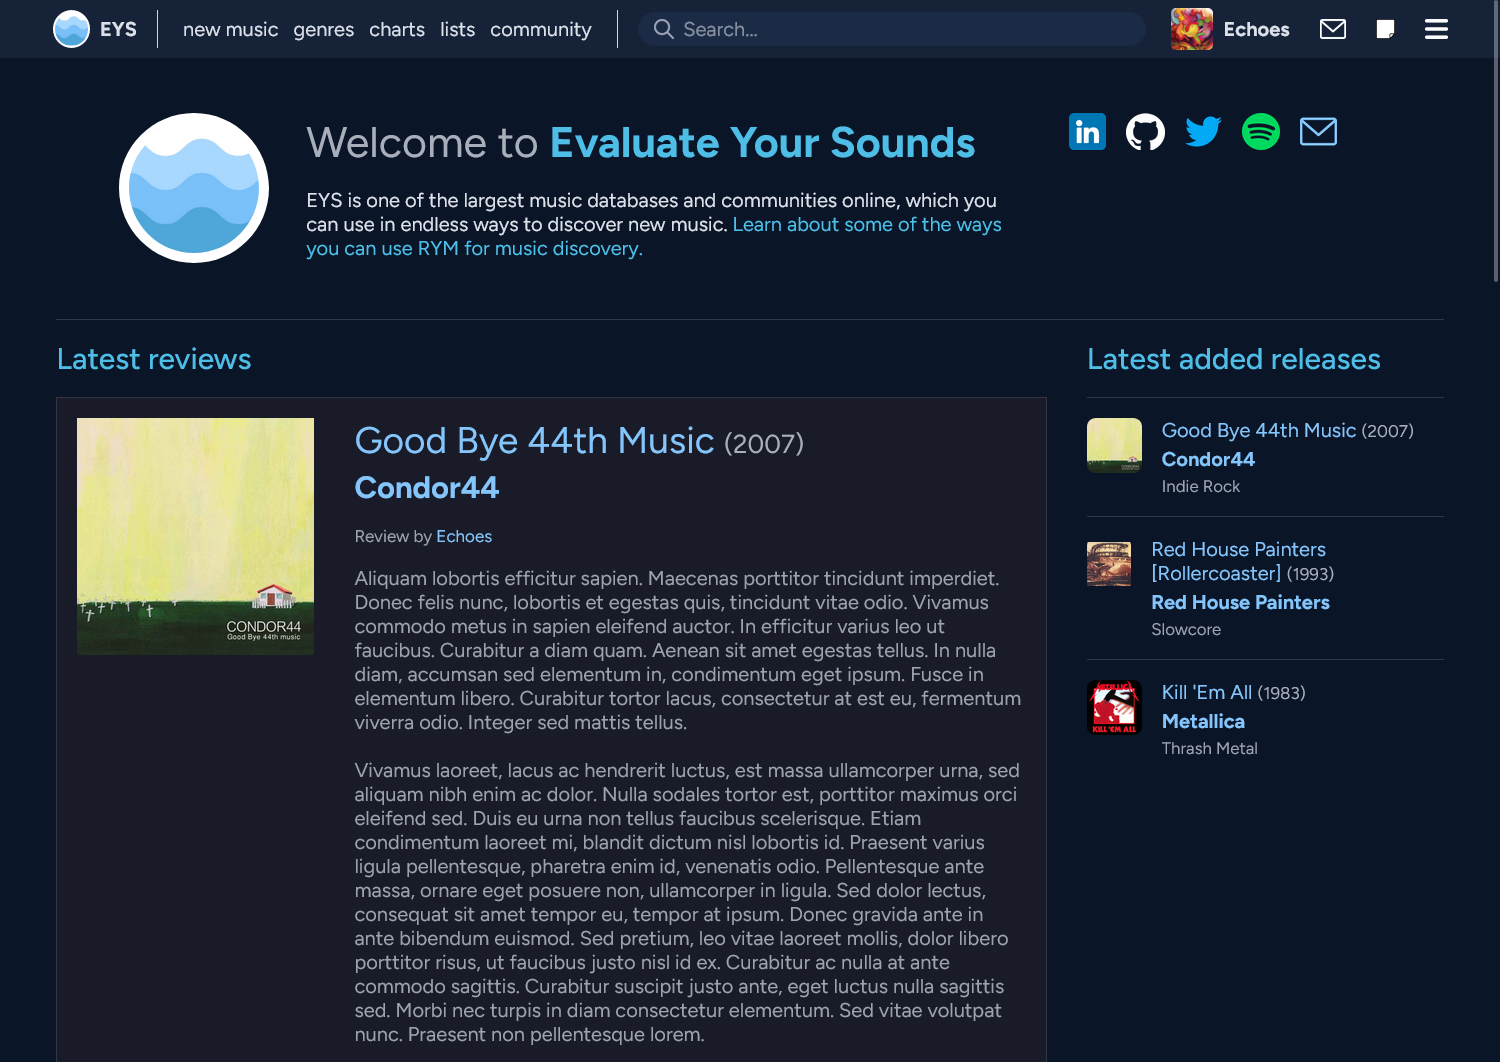 EYS
new music genres charts lists community
Search...
Echoes
Welcome to Evaluate Your Sounds
EYS is one of the largest music databases and communities online, which you
can use in endless ways to discover new music. Learn about some of the ways
you can use RYM for music discovery.
in
Latest reviews
CONDOR44
Good Bye 44th music
Good Bye 44th Music (2007)
Condor44
Review by Echoes
Aliquam lobortis efficitur sapien. Maecenas porttitor tincidunt imperdiet.
Donec felis nunc, lobortis et egestas quis, tincidunt vitae odio. Vivamus
commodo metus in sapien eleifend auctor. In efficitur varius leo ut
faucibus. Curabitur a diam quam. Aenean sit amet egestas tellus. In nulla
diam, accumsan sed elementum in, condimentum eget ipsum. Fusce in
elementum libero. Curabitur tortor lacus, consectetur at est eu, fermentum
viverra odio. Integer sed mattis tellus.
Vivamus laoreet, lacus ac hendrerit luctus, est massa ullamcorper urna, sed
aliquam nibh enim ac dolor. Nulla sodales tortor est, porttitor maximus orci
eleifend sed. Duis eu urna non tellus faucibus scelerisque. Etiam
condimentum laoreet mi, blandit dictum nisl lobortis id. Praesent varius
ligula pellentesque, pharetra enim id, venenatis odio. Pellentesque ante
massa, ornare eget posuere non, ullamcorper in ligula. Sed dolor lectus,
consequat sit amet tempor eu, tempor at ipsum. Donec gravida ante in
ante bibendum euismod. Sed pretium, leo vitae laoreet mollis, dolor libero
porttitor risus, ut faucibus justo nisl id ex. Curabitur ac nulla at ante
commodo sagittis. Curabitur suscipit justo ante, eget luctus nulla sagittis
sed. Morbi nec turpis in diam consectetur elementum. Sed vitae volutpat
nunc. Praesent non pellentesque lorem.
Latest added releases
CONDOR44
Good Bye 44th Music (2007)
Condor44
Indie Rock
Red House Painters
[Rollercoaster] (1993)
Red House Painters
Slowcore
METALLICA
KILL 'EM ALL
Kill 'Em All (1983)
Metallica
Thrash Metal